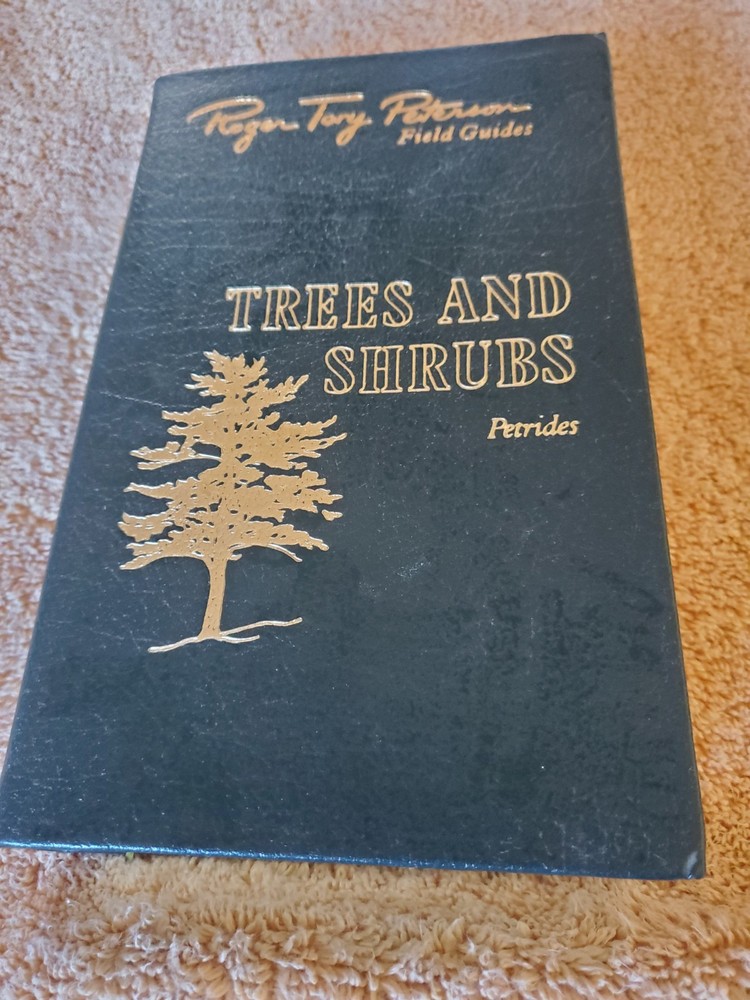 Roger Tory Peterson
Field Guides
TREES AND
SHRUBS
Petrides